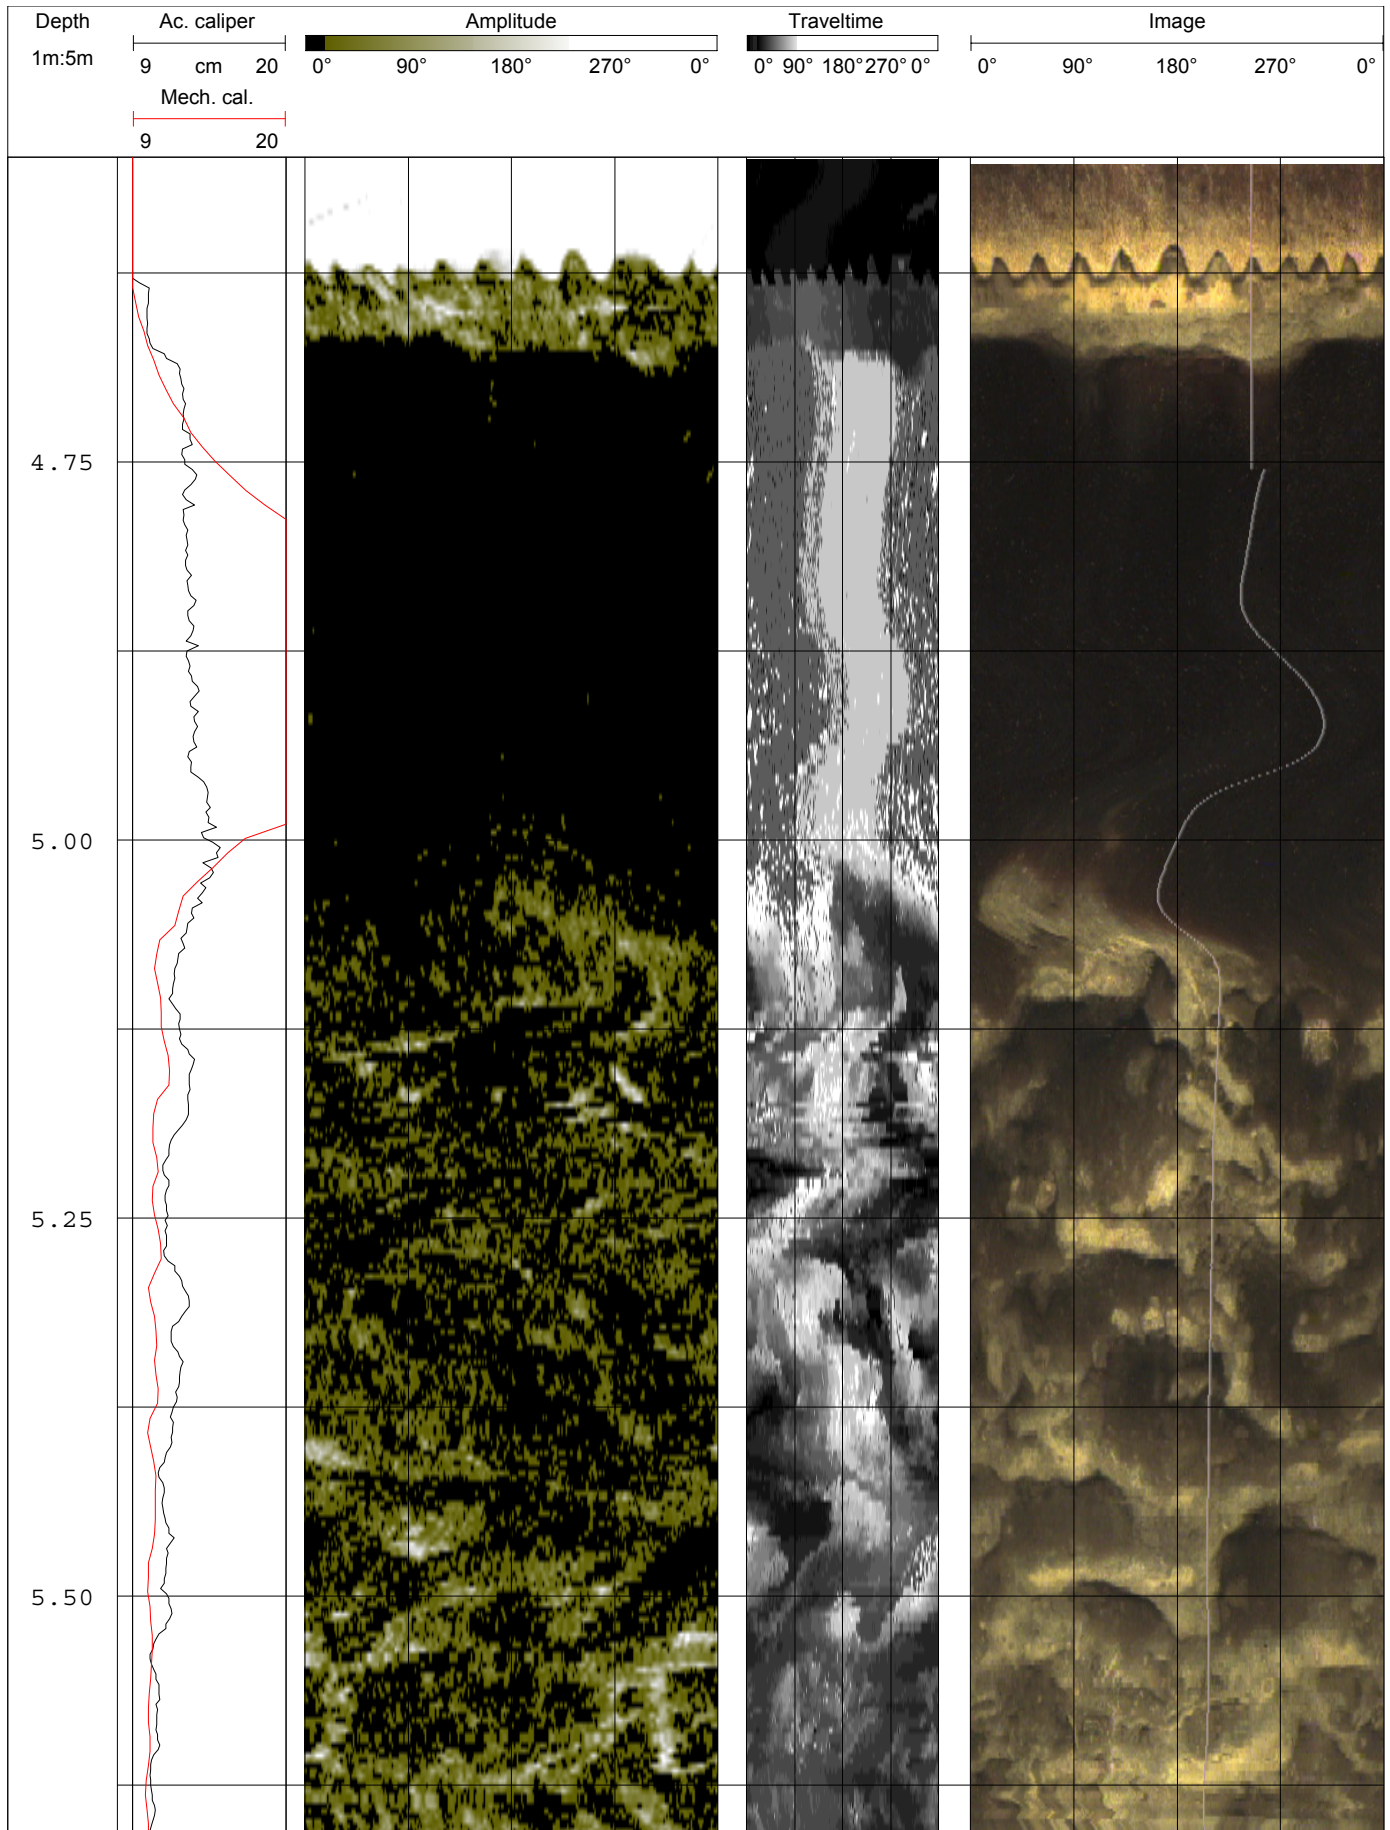 Depth Ac. caliper Amplitude Traveltime Image
1m:5m 9 cm 20 0° 90° 180° 270° 0° 0° 90° 180° 270° 0° 0° 90° 180° 270° 0°
Mech. cal.
9 20
4.75
5.00
5.25
5.50